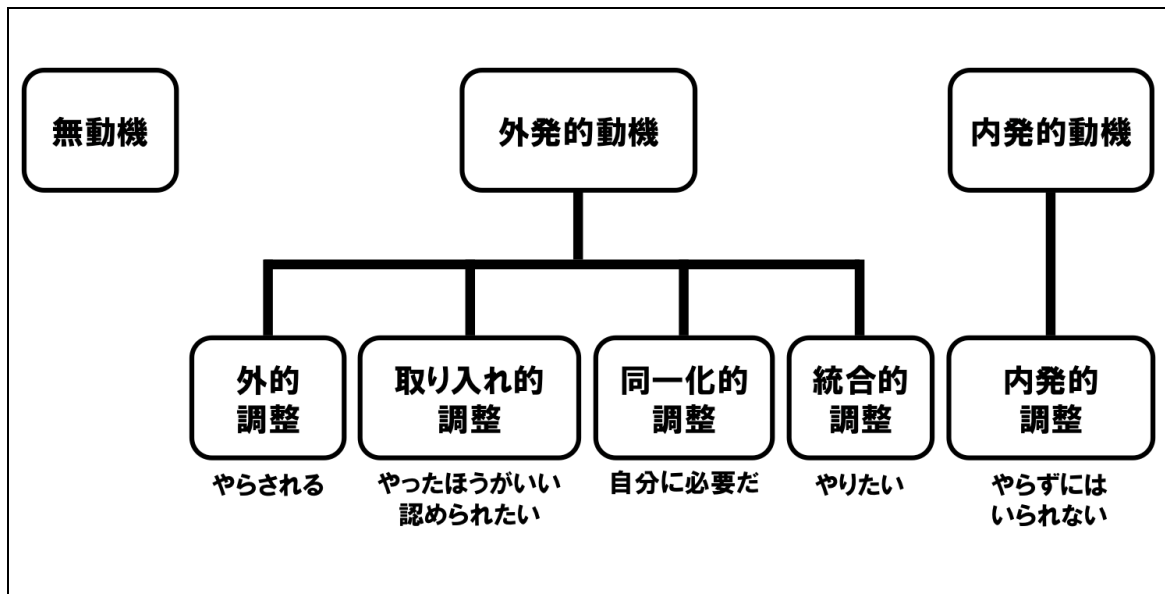 無動機
外発的動機
内発的動機
外的
調整
取り入れ的
調整
同一化的
調整
統合的
調整
内発的
調整
やらされる
やったほうがいい
認められたい
自分に必要だ
やりたい
やらずには
いられない